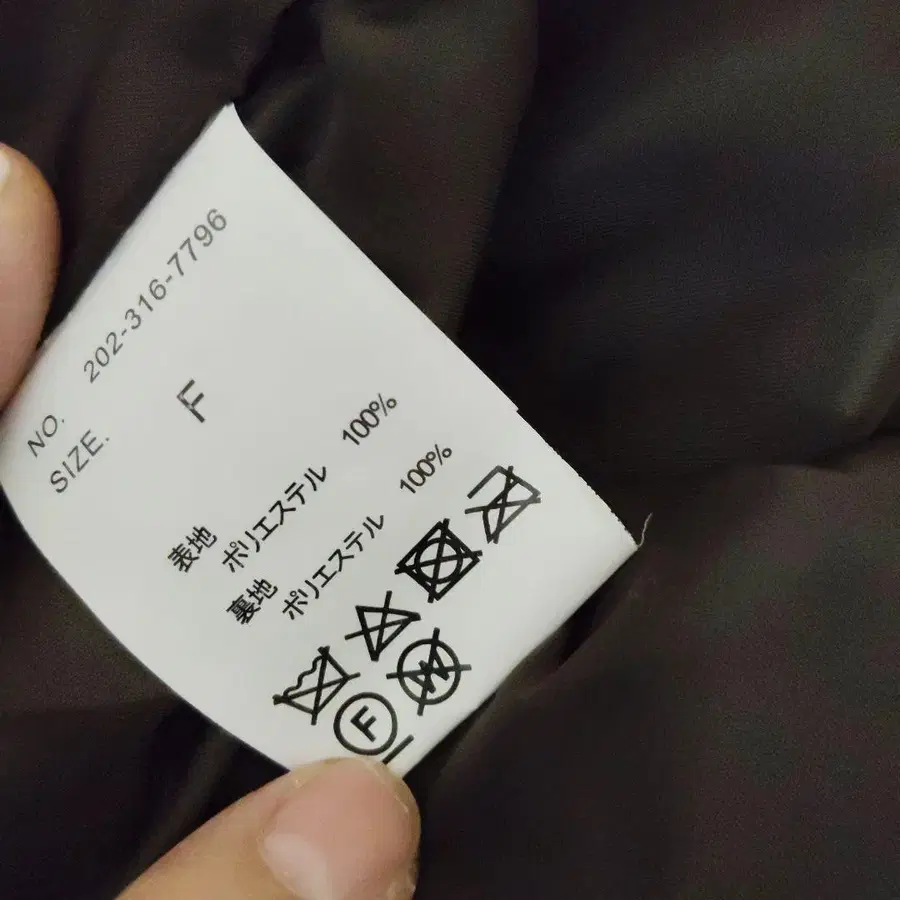 NO. 202-316-7796
SIZE. F
表地 ポリエステル 100%
裏地 ポリエステル 100%
F
W